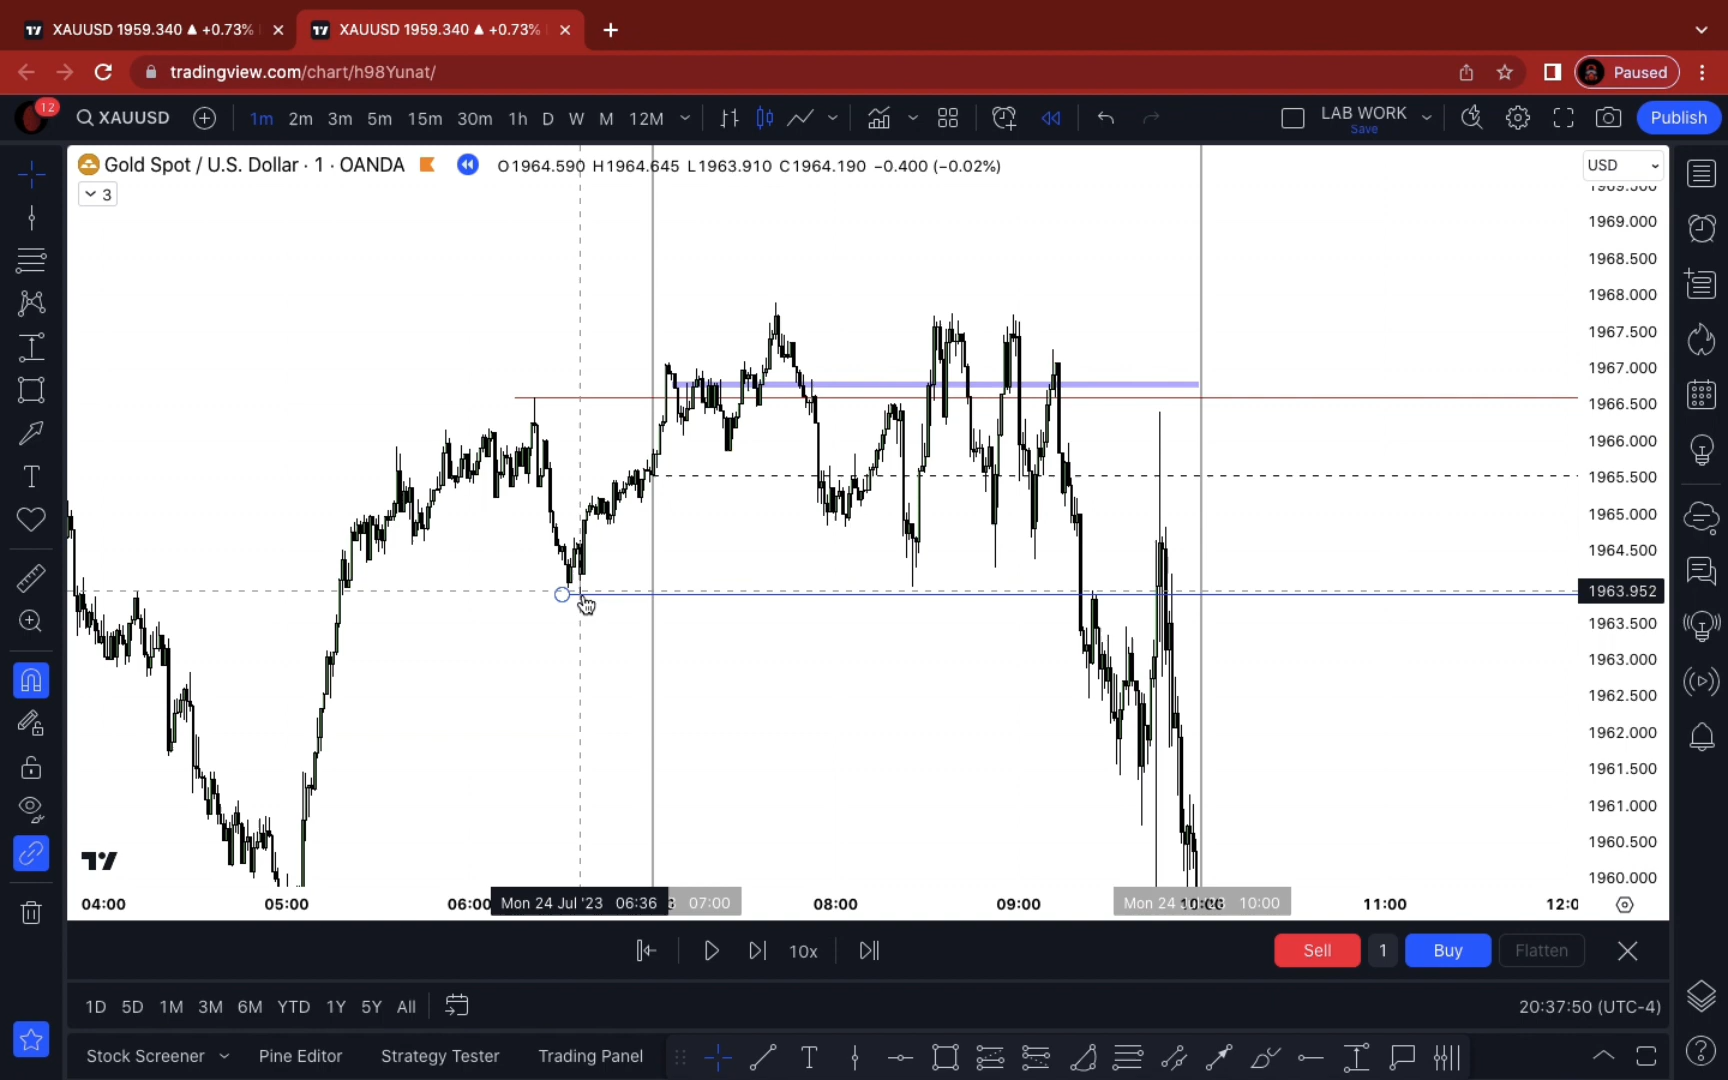 XAUUSD 1959.340 ▲ +0.73%
XAUUSD 1959.340 ▲ +0.73%
tradingview.com/chart/h98Yunat/
Paused
12
XAUUSD
1m 2m 3m 5m 15m 30m 1h D W M 12M
LAB WORK
Save
Publish
Gold Spot / U.S. Dollar · 1 · OANDA
O1964.590 H1964.645 L1963.910 C1964.190 −0.400 (−0.02%)
USD
3
1969.500
1969.000
1968.500
1968.000
1967.500
1967.000
1966.500
1966.000
1965.500
1965.000
1964.500
1963.952
1963.500
1963.000
1962.500
1962.000
1961.500
1961.000
1960.500
1960.000
04:00 05:00 06:00 Mon 24 Jul '23 06:36 07:00 08:00 09:00 Mon 24 10:00 11:00
10x
Sell 1 Buy Flatten
1D 5D 1M 3M 6M YTD 1Y 5Y All
20:37:50 (UTC-4)
Stock Screener Pine Editor Strategy Tester Trading Panel